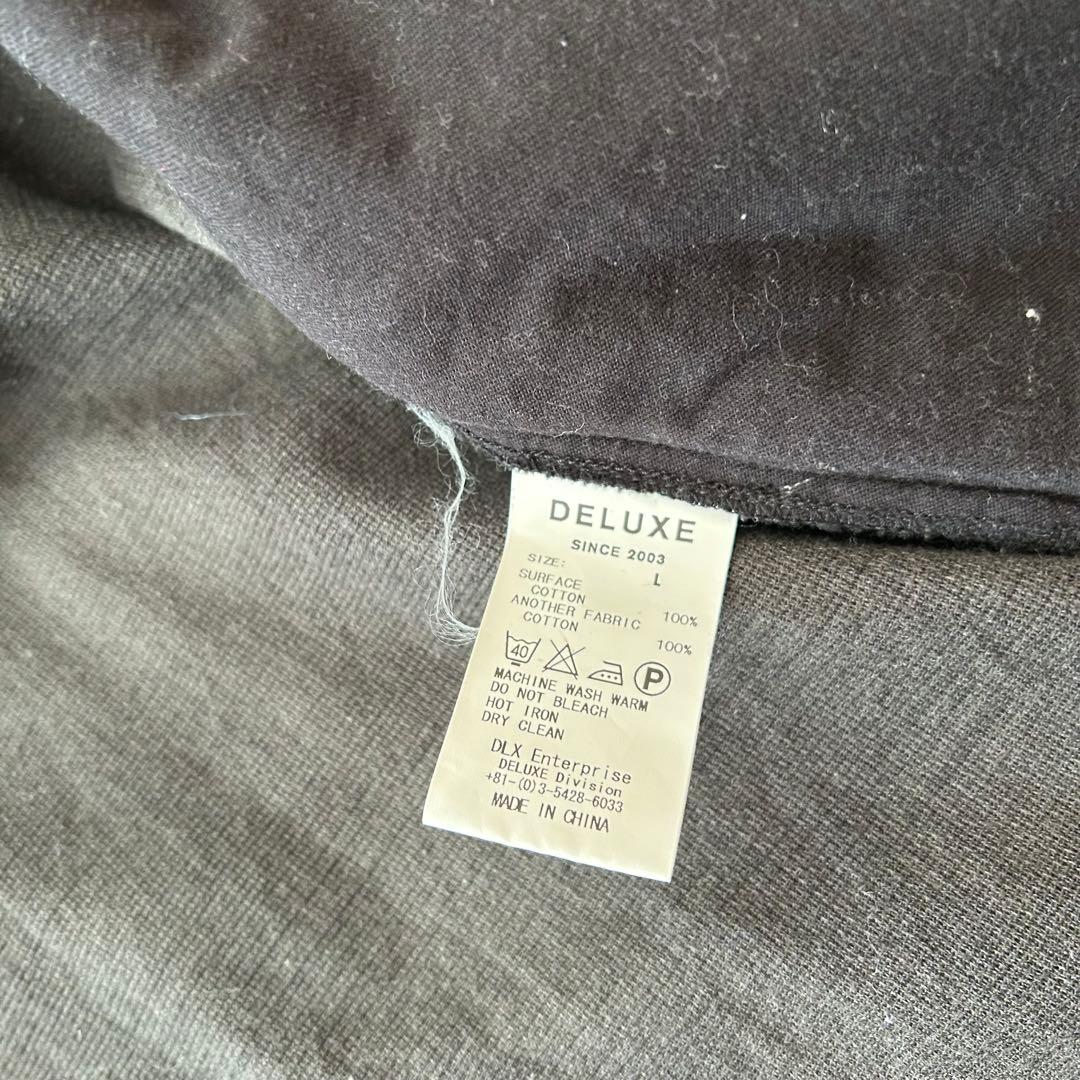 DELUXE
SINCE 2003
SIZE: L
SURFACE
COTTON 100%
ANOTHER FABRIC
COTTON 100%
40 P
MACHINE WASH WARM
DO NOT BLEACH
HOT IRON
DRY CLEAN
DLX Enterprise
DELUXE Division
+81-(0)3-5428-6033
MADE IN CHINA